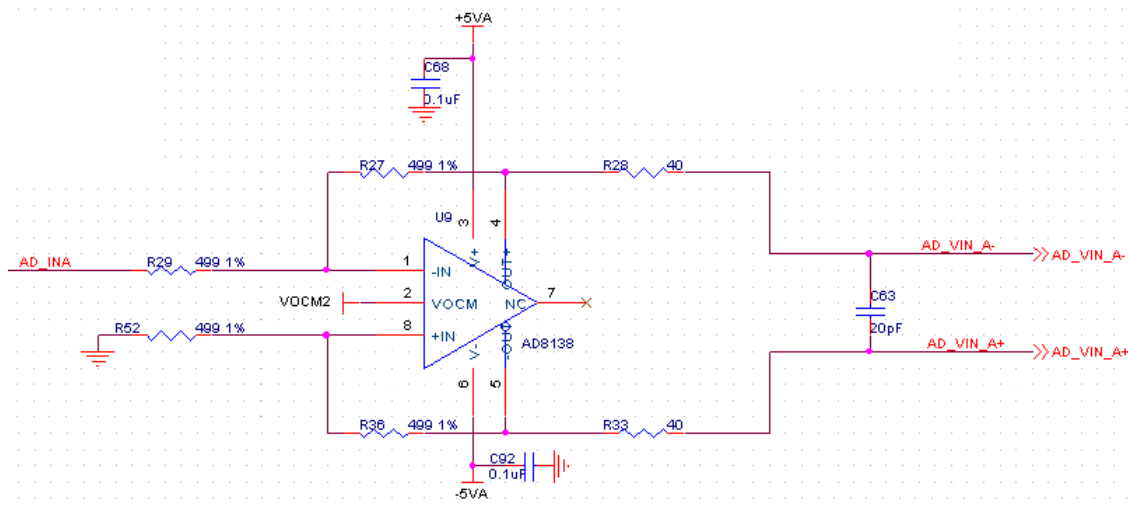 +5VA
C68
0.1uF
R27 499 1% R28 40
U9
3 4
V+ OUT+
AD_INA R29 499 1% 1 -IN
AD_VIN_A- AD_VIN_A-
VOCM2 2 VOCM NC 7
C63
20pF
R52 499 1% 8 +IN
AD8138
AD_VIN_A+ AD_VIN_A+
V- -OUT
6 5
R36 499 1% R33 40
C92
0.1uF
-5VA